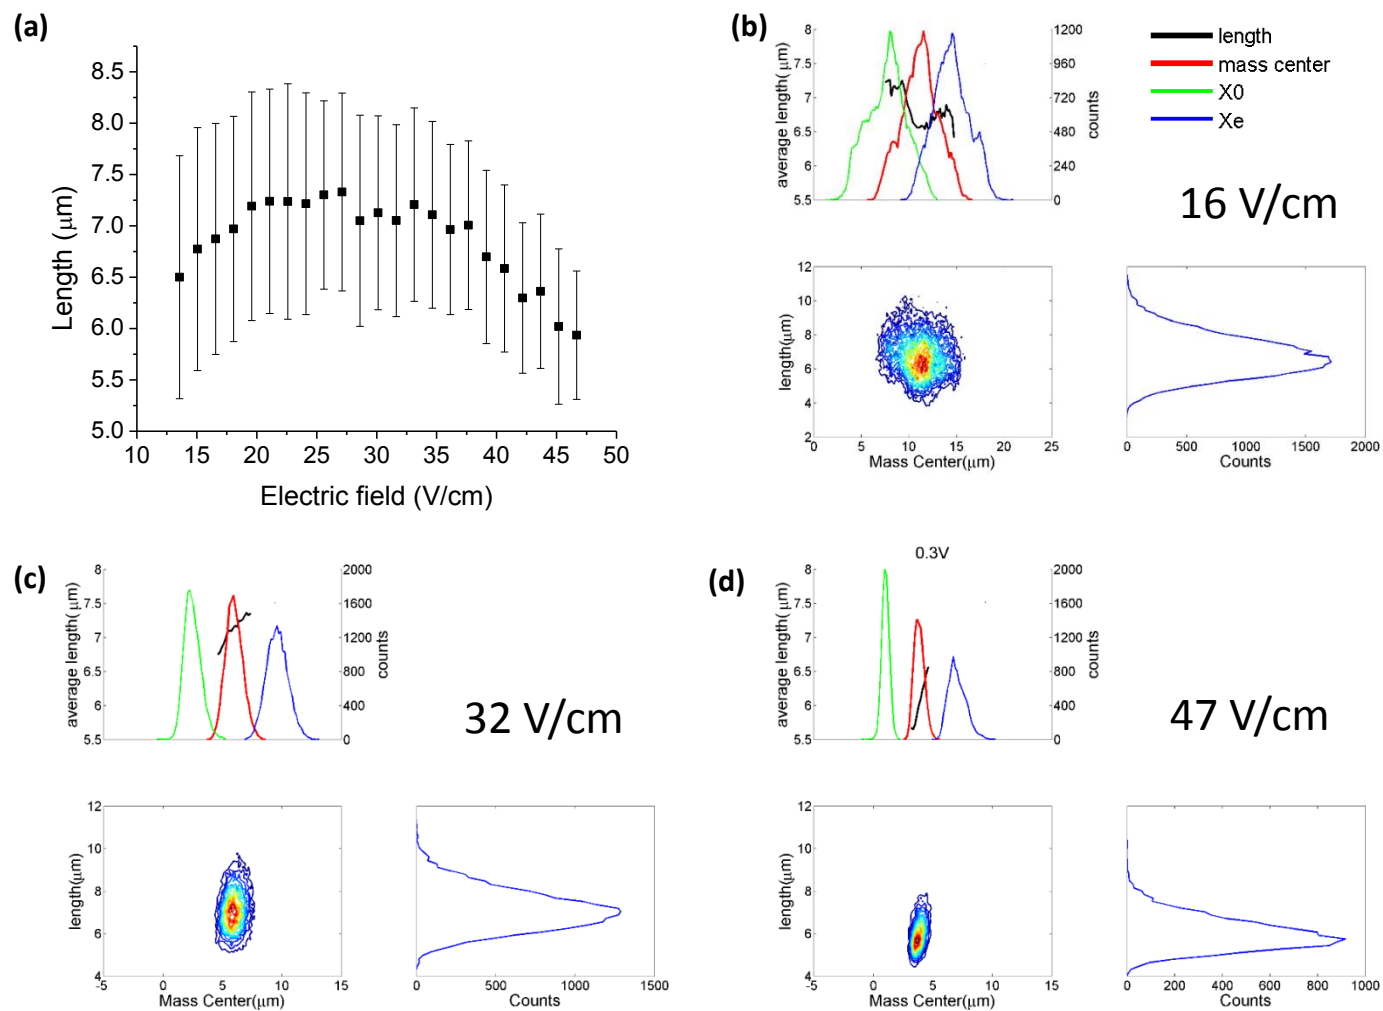 (a)
8.5
8.0
7.5
7.0
6.5
6.0
5.5
5.0
10 15 20 25 30 35 40 45 50
Length (μm)
Electric field (V/cm)
(b)
8
7.5
7
6.5
6
5.5
average length(μm)
1200
960
720
480
240
0
counts
length
mass center
X0
Xe
16 V/cm
12
10
8
6
4
2
length(μm)
0 5 10 15 20 25
Mass Center(μm)
0 500 1000 1500 2000
Counts
(c)
8
7.5
7
6.5
6
5.5
average length(μm)
2000
1600
1200
800
400
0
counts
32 V/cm
12
10
8
6
4
length(μm)
-5 0 5 10 15
Mass Center(μm)
0 500 1000 1500
Counts
(d)
0.3V
8
7.5
7
6.5
6
5.5
average length(μm)
2000
1600
1200
800
400
0
counts
47 V/cm
12
10
8
6
4
length(μm)
-5 0 5 10 15
Mass Center(μm)
0 200 400 600 800 1000
Counts